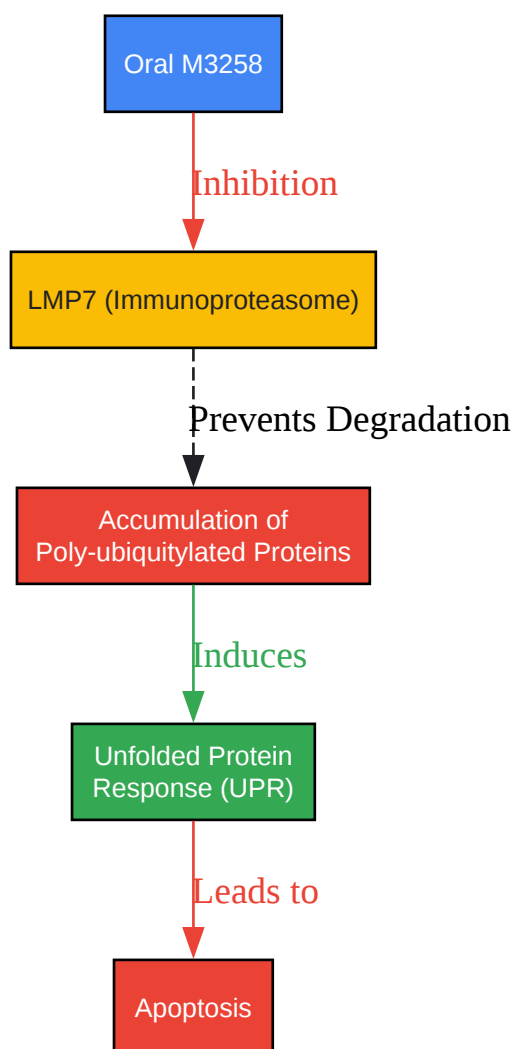 Oral M3258
Inhibition
LMP7 (Immunoproteasome)
Prevents Degradation
Accumulation of
Poly-ubiquitylated Proteins
Induces
Unfolded Protein
Response (UPR)
Leads to
Apoptosis